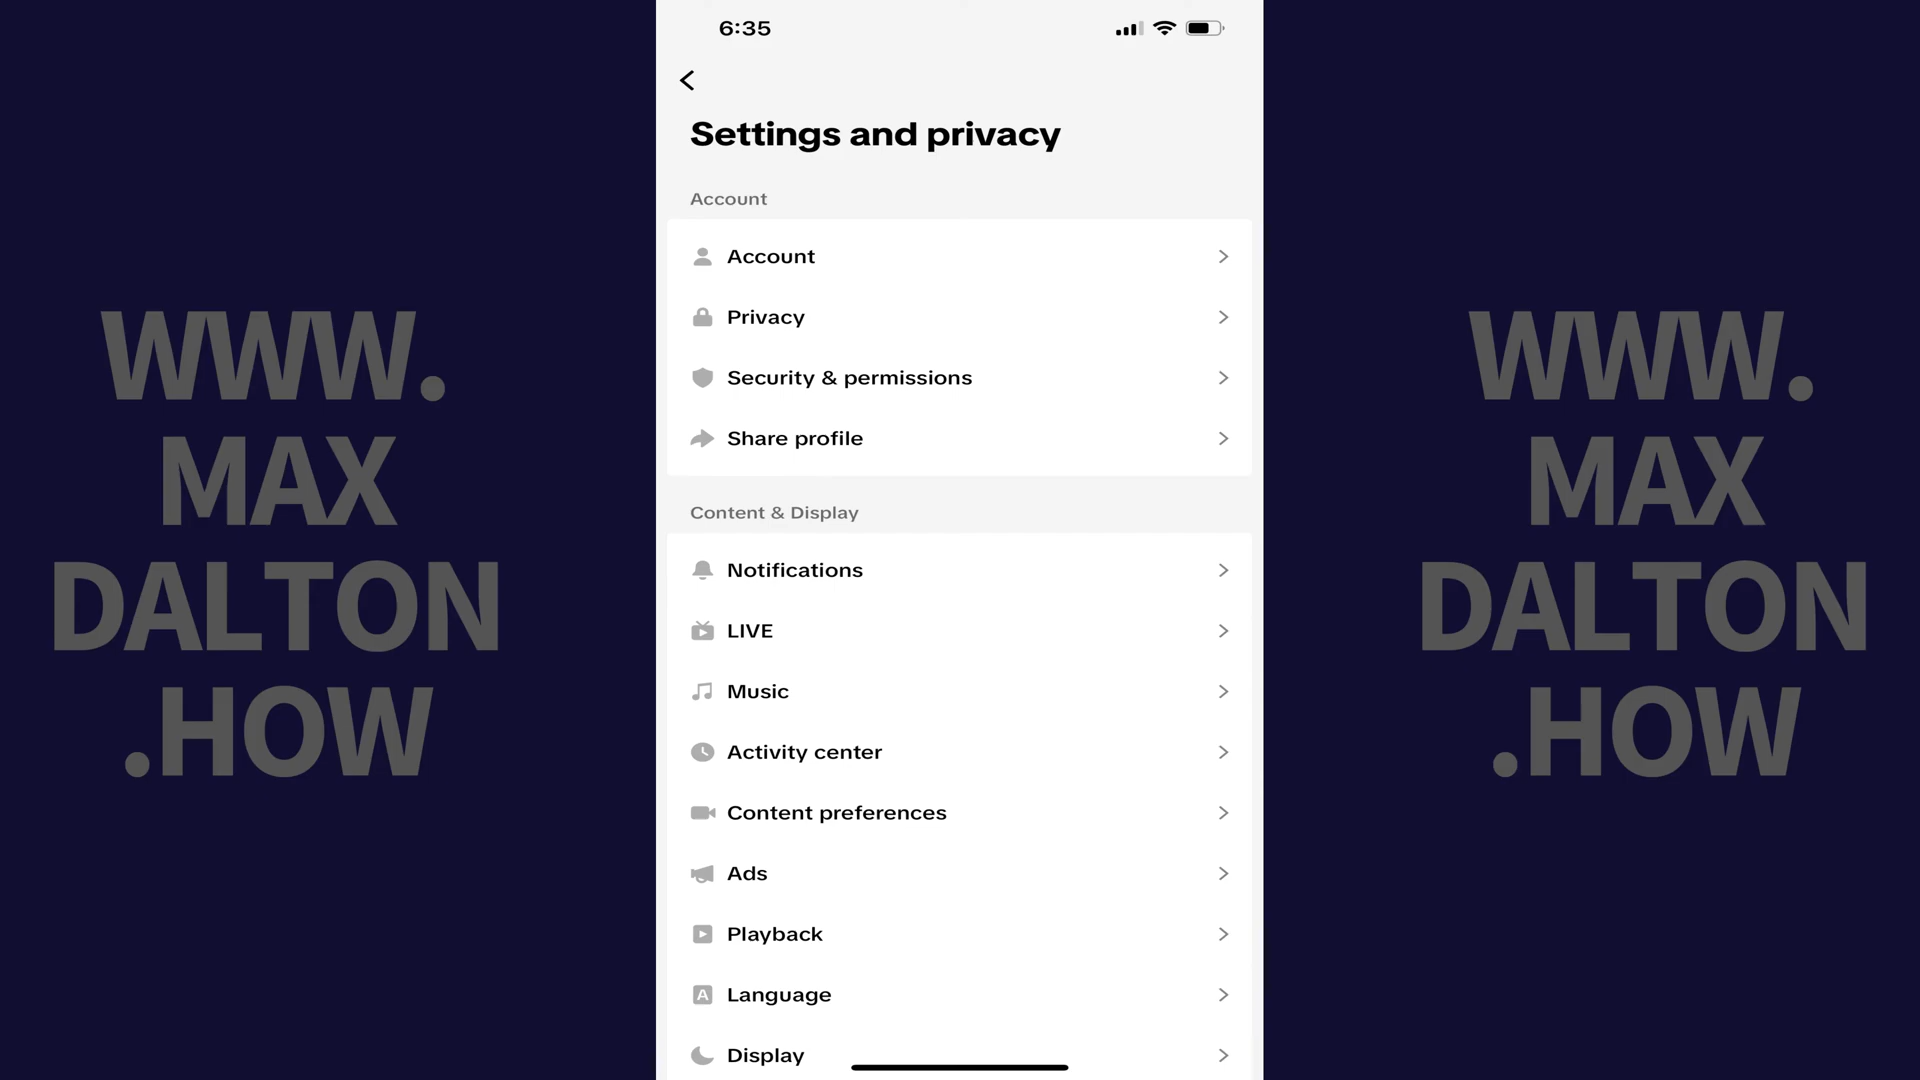 WWW.
MAX
DALTON
.HOW
6:35
Settings and privacy
Account
Account
Privacy
Security & permissions
Share profile
Content & Display
Notifications
LIVE
Music
Activity center
Content preferences
Ads
Playback
A
Language
Display
WWW.
MAX
DALTON
.HOW